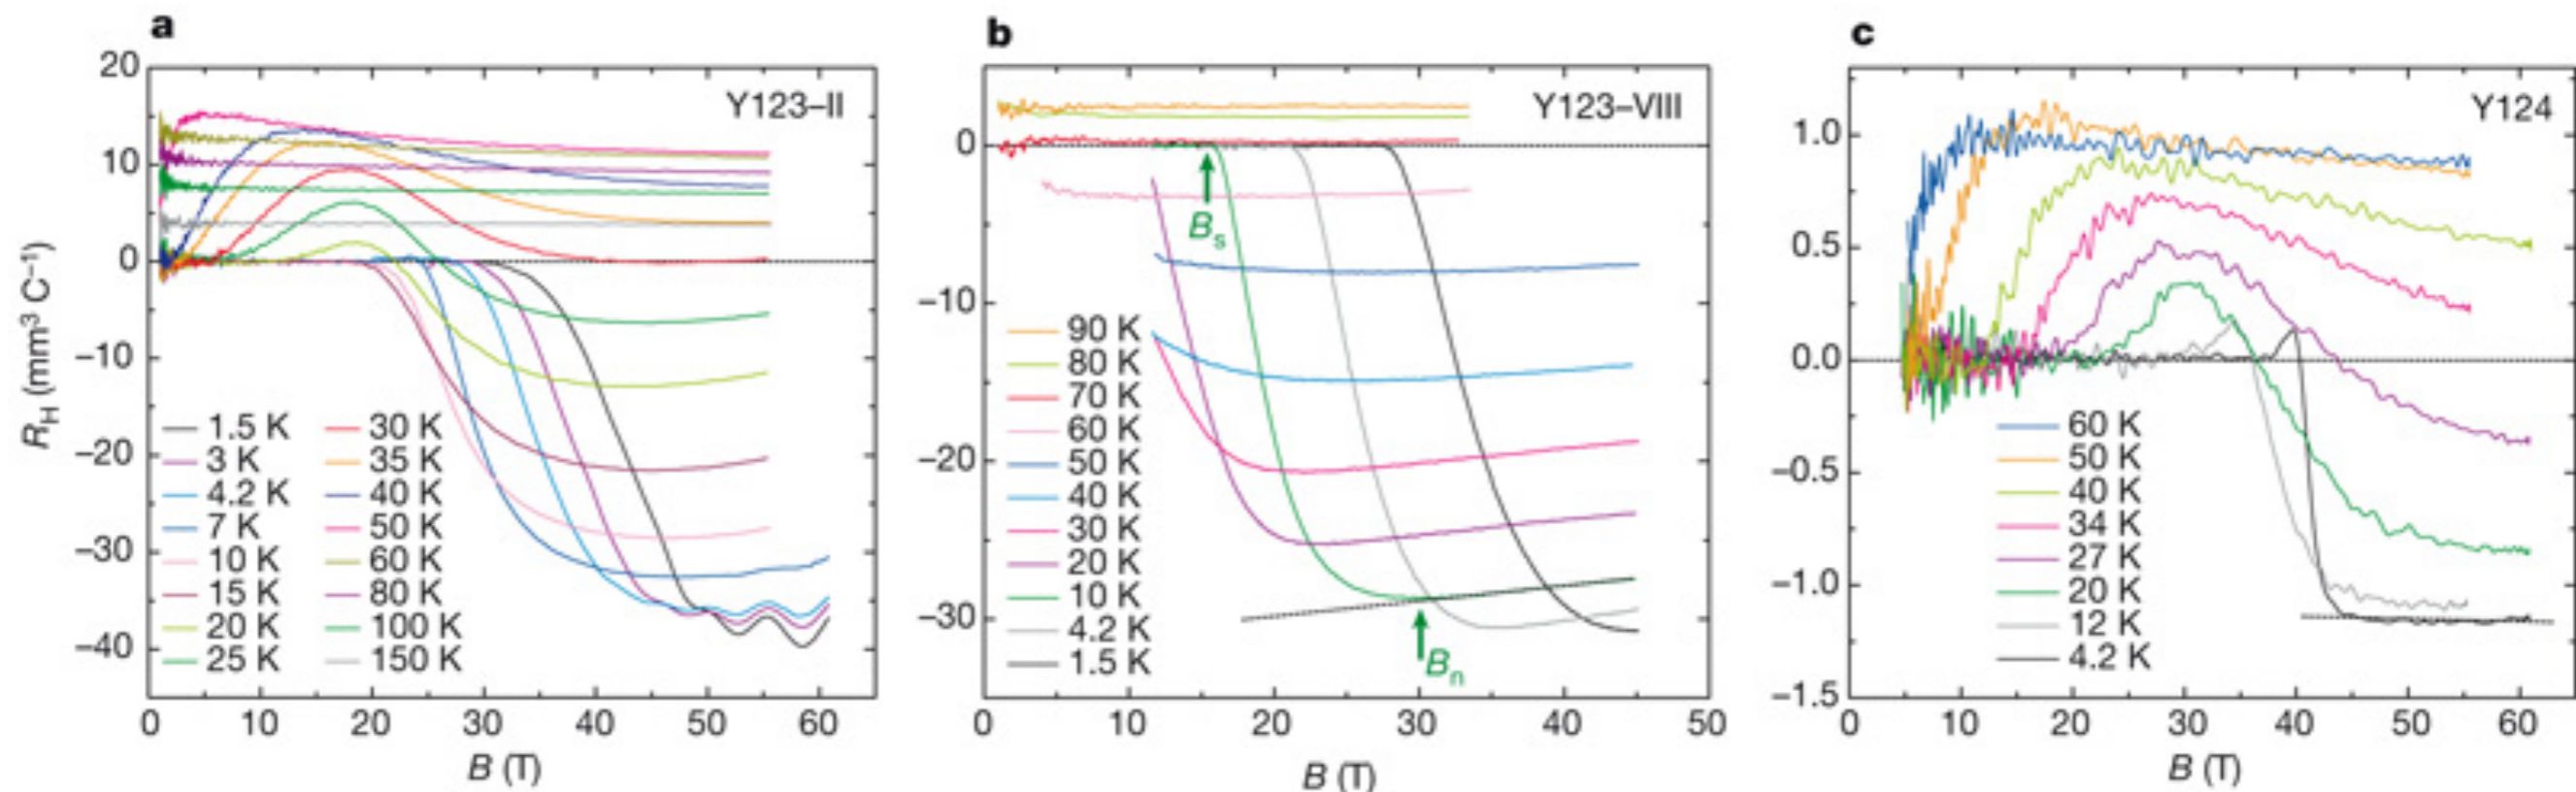 a
Y123–II
R_H (mm³ C⁻¹)
20
10
0
−10
−20
−30
−40
1.5 K
3 K
4.2 K
7 K
10 K
15 K
20 K
25 K
30 K
35 K
40 K
50 K
60 K
80 K
100 K
150 K
0 10 20 30 40 50 60
B (T)
b
Y123–VIII
0
−10
−20
−30
B_s
B_n
90 K
80 K
70 K
60 K
50 K
40 K
30 K
20 K
10 K
4.2 K
1.5 K
0 10 20 30 40 50
B (T)
c
Y124
1.0
0.5
0.0
−0.5
−1.0
−1.5
60 K
50 K
40 K
34 K
27 K
20 K
12 K
4.2 K
0 10 20 30 40 50 60
B (T)